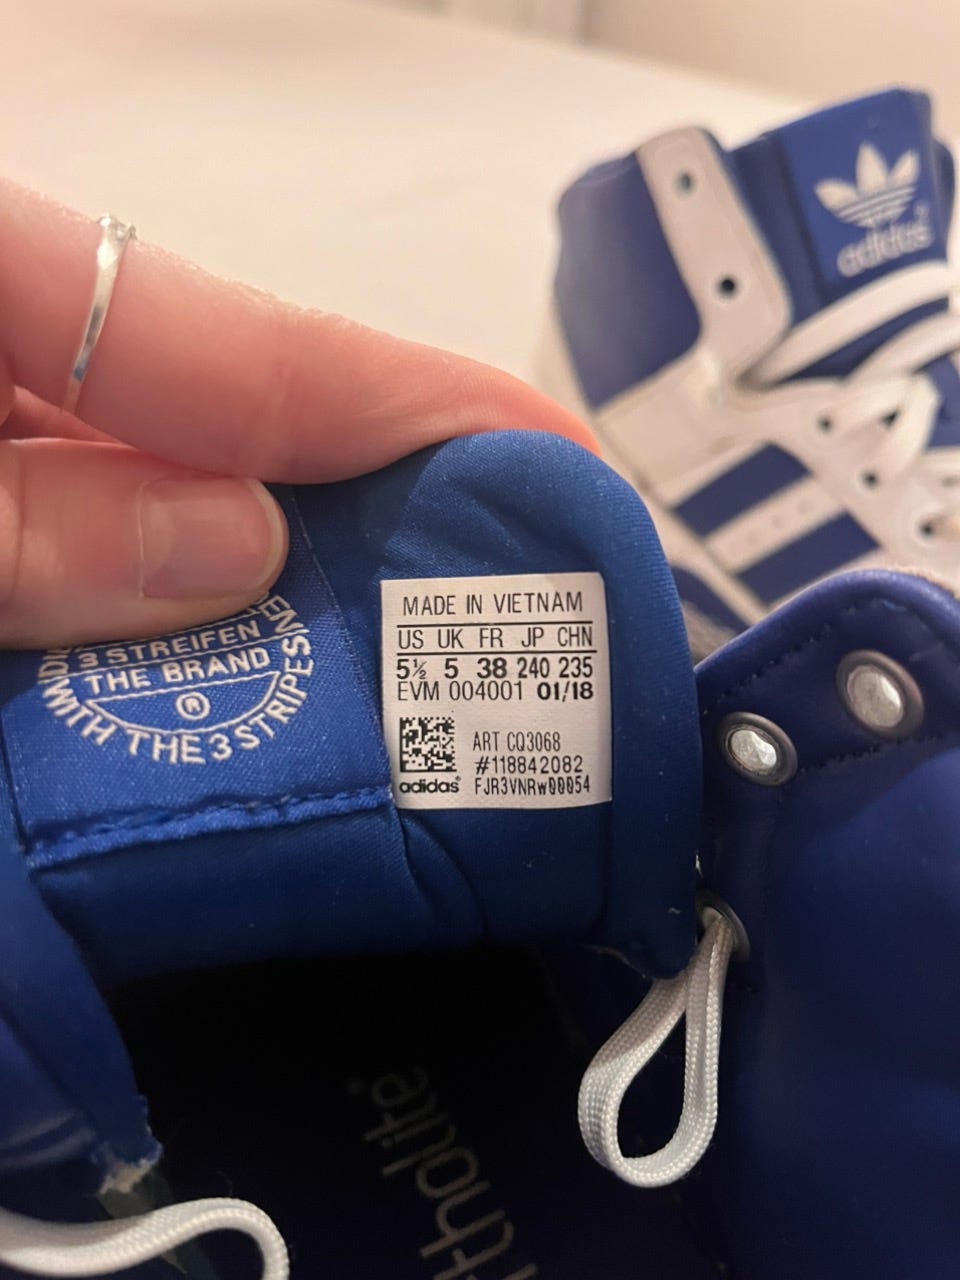 adidas
MADE IN VIETNAM
US UK FR JP CHN
5½ 5 38 240 235
EVM 004001 01/18
ART CQ3068
#118842082
adidas® FJR3VNRW00054
3 STREIFEN
THE BRAND
®
WITH THE 3 STRIPES